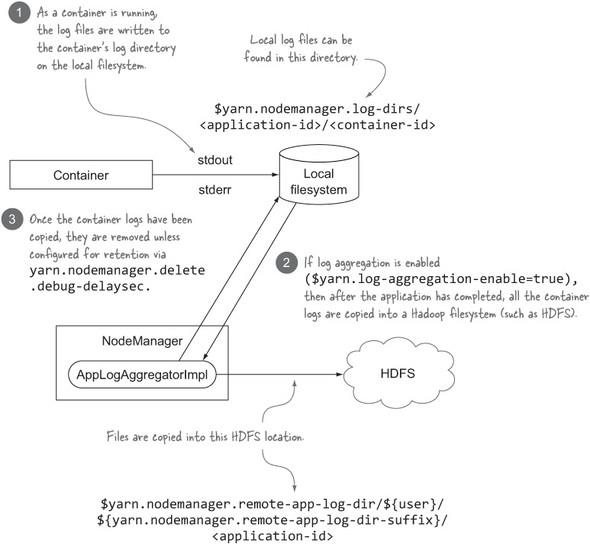 1
As a container is running,
the log files are written to
the container's log directory
on the local filesystem.
Local log files can be
found in this directory.
$yarn.nodemanager.log-dirs/
<application-id>/<container-id>
Container
stdout
stderr
Local
filesystem
3
Once the container logs have been
copied, they are removed unless
configured for retention via
yarn.nodemanager.delete
.debug-delaysec.
2
If log aggregation is enabled
($yarn.log-aggregation-enable=true),
then after the application has completed, all the container
logs are copied into a Hadoop filesystem (such as HDFS).
NodeManager
AppLogAggregatorImpl
HDFS
Files are copied into this HDFS location.
$yarn.nodemanager.remote-app-log-dir/${user}/
${yarn.nodemanager.remote-app-log-dir-suffix}/
<application-id>